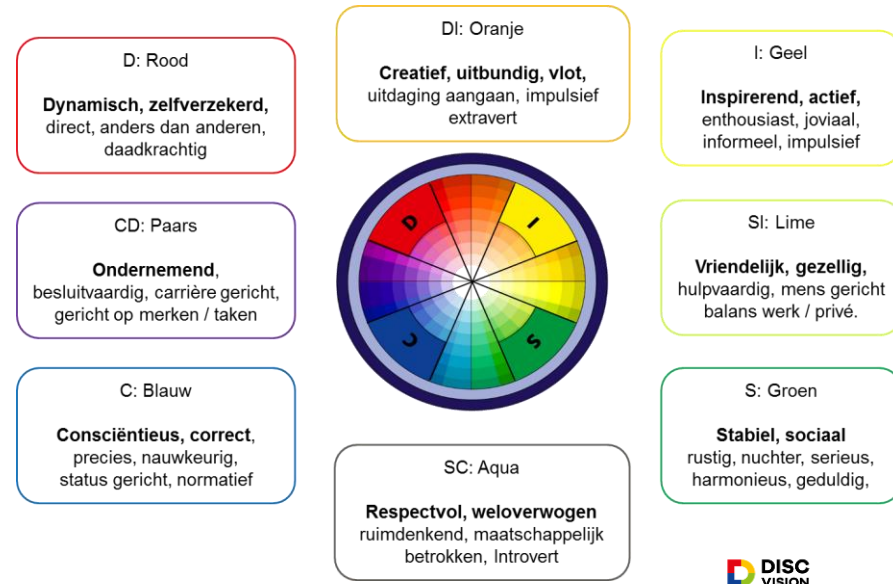 D: Rood
Dynamisch, zelfverzekerd,
direct, anders dan anderen,
daadkrachtig
DI: Oranje
Creatief, uitbundig, vlot,
uitdaging aangaan, impulsief
extravert
I: Geel
Inspirerend, actief,
enthousiast, joviaal,
informeel, impulsief
CD: Paars
Ondernemend,
besluitvaardig, carrière gericht,
gericht op merken / taken
D
I
C
S
SI: Lime
Vriendelijk, gezellig,
hulpvaardig, mens gericht
balans werk / privé.
C: Blauw
Consciëntieus, correct,
precies, nauwkeurig,
status gericht, normatief
SC: Aqua
Respectvol, weloverwogen
ruimdenkend, maatschappelijk
betrokken, Introvert
S: Groen
Stabiel, sociaal
rustig, nuchter, serieus,
harmonieus, geduldig,
DISC
VISION